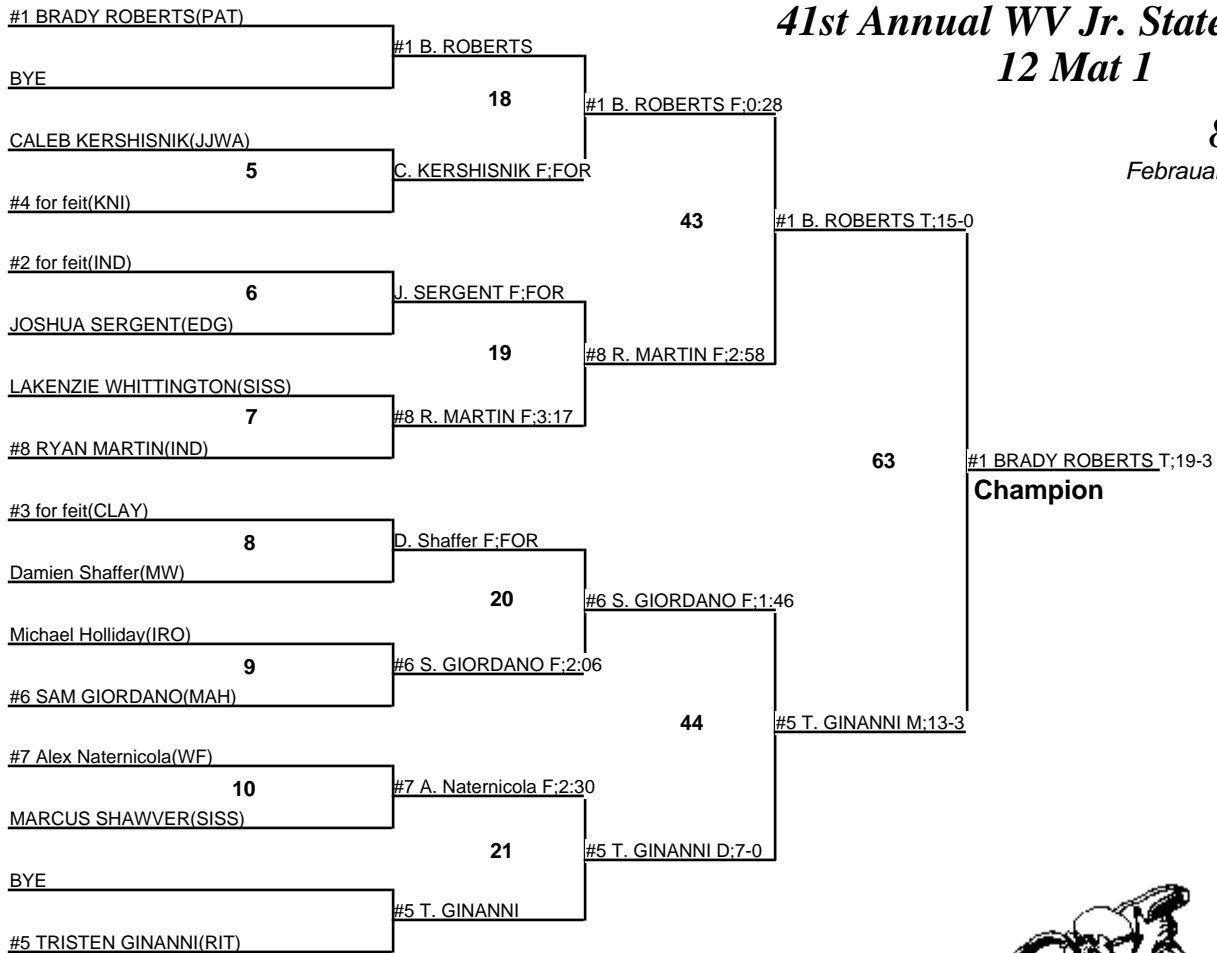 #1 BRADY ROBERTS(PAT)
BYE
CALEB KERSHISNIK(JJWA)
5
#4 for feit(KNI)
#2 for feit(IND)
6
JOSHUA SERGENT(EDG)
LAKENZIE WHITTINGTON(SISS)
7
#8 RYAN MARTIN(IND)
#3 for feit(CLAY)
8
Damien Shaffer(MW)
Michael Holliday(IRO)
9
#6 SAM GIORDANO(MAH)
#7 Alex Naternicola(WF)
10
MARCUS SHAWVER(SISS)
BYE
#5 TRISTEN GINANNI(RIT)
#1 B. ROBERTS
18
C. KERSHISNIK F;FOR
J. SERGENT F;FOR
19
#8 R. MARTIN F;3:17
D. Shaffer F;FOR
20
#6 S. GIORDANO F;2:06
#7 A. Naternicola F;2:30
21
#5 T. GINANNI
#1 B. ROBERTS F;0:28
43
#8 R. MARTIN F;2:58
#6 S. GIORDANO F;1:46
44
#5 T. GINANNI D;7-0
#1 B. ROBERTS T;15-0
63
#5 T. GINANNI M;13-3
#1 BRADY ROBERTS T;19-3
Champion
41st Annual WV Jr. State
12 Mat 1
8
Februaa